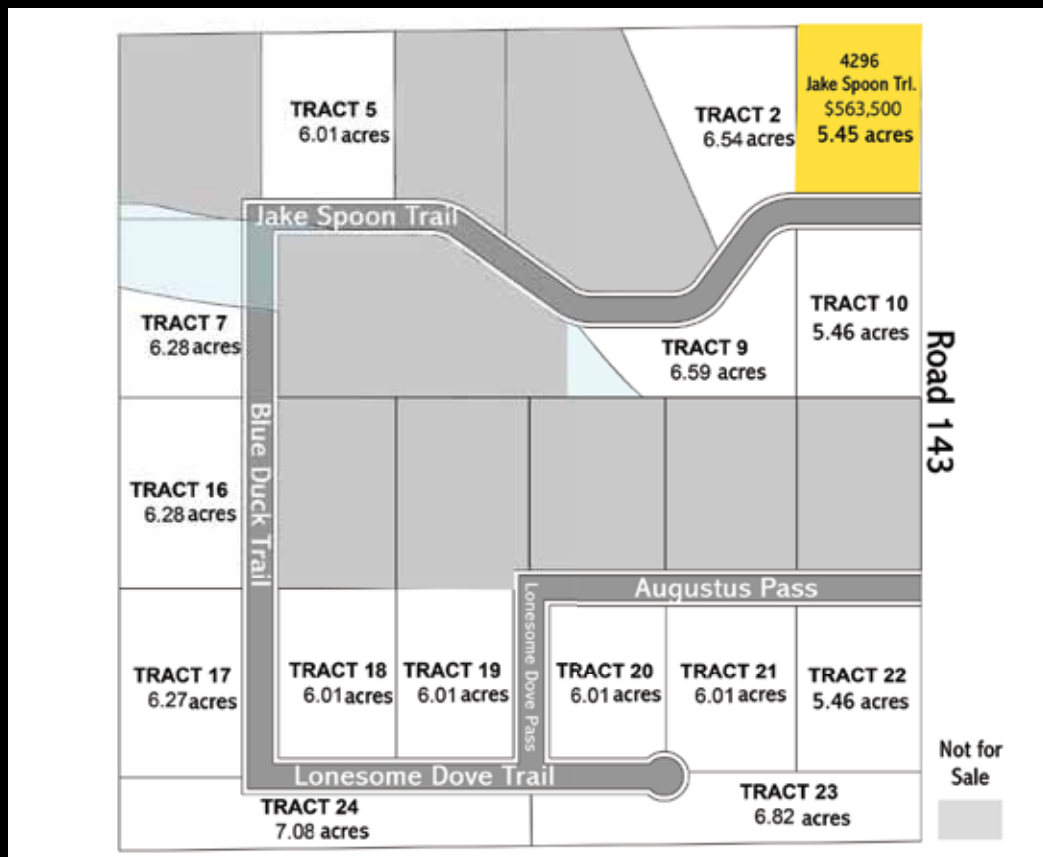 4296
Jake Spoon Trl.
$563,500
5.45 acres
TRACT 5
6.01 acres
TRACT 2
6.54 acres
Jake Spoon Trail
TRACT 7
6.28 acres
TRACT 10
5.46 acres
TRACT 9
6.59 acres
Road 143
Blue Duck Trail
TRACT 16
6.28 acres
Augustus Pass
Lonesome Dove Pass
TRACT 17
6.27 acres
TRACT 18
6.01 acres
TRACT 19
6.01 acres
TRACT 20
6.01 acres
TRACT 21
6.01 acres
TRACT 22
5.46 acres
Not for
Sale
Lonesome Dove Trail
TRACT 24
7.08 acres
TRACT 23
6.82 acres